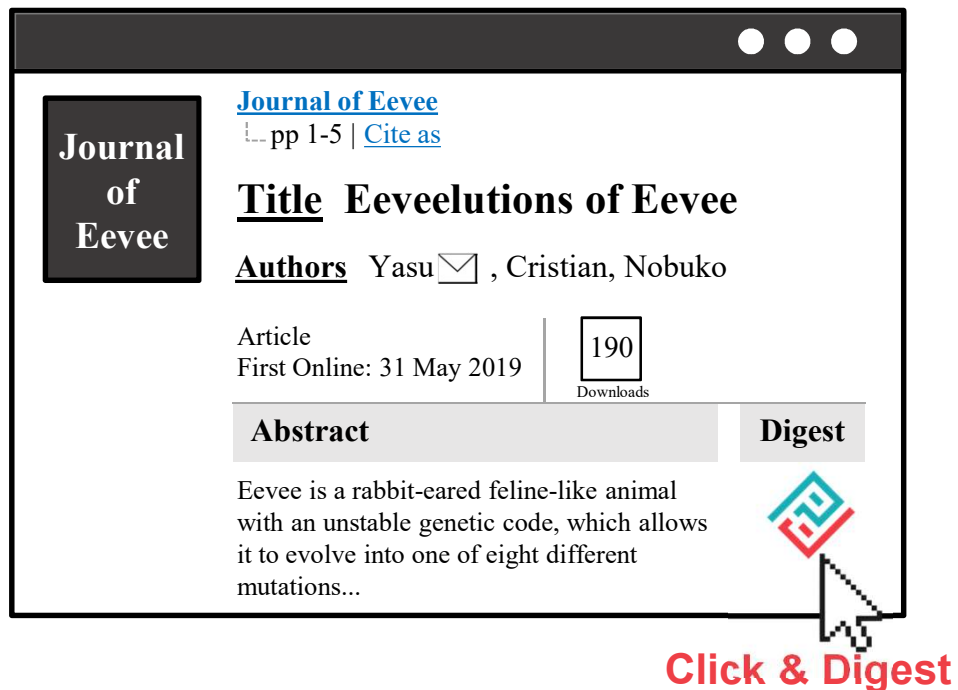 Journal
of
Eevee
Journal of Eevee
pp 1-5 | Cite as
Title Eeveelutions of Eevee
Authors Yasu , Cristian, Nobuko
Article
First Online: 31 May 2019
190
Downloads
Abstract
Digest
Eevee is a rabbit-eared feline-like animal
with an unstable genetic code, which allows
it to evolve into one of eight different
mutations...
Click & Digest